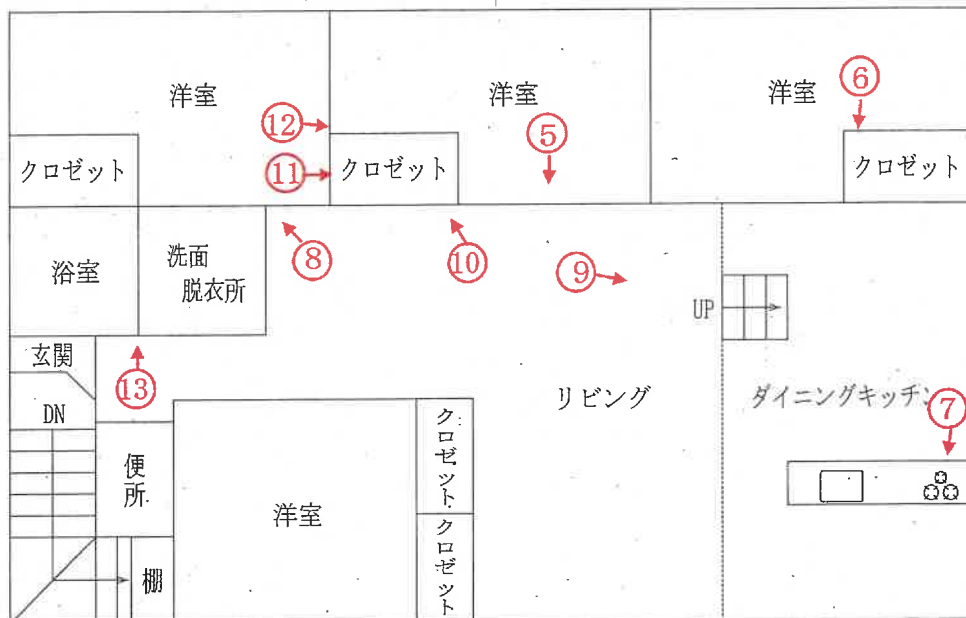 洋室
洋室
洋室
⑥
⑫
⑤
クロゼット
⑪
クロゼット
クロゼット
浴室
洗面
脱衣所
⑧
⑩
⑨
UP
玄関
⑬
DN
リビング
ダイニングキッチン
⑦
便所
洋室
クロゼット
クロゼット
棚